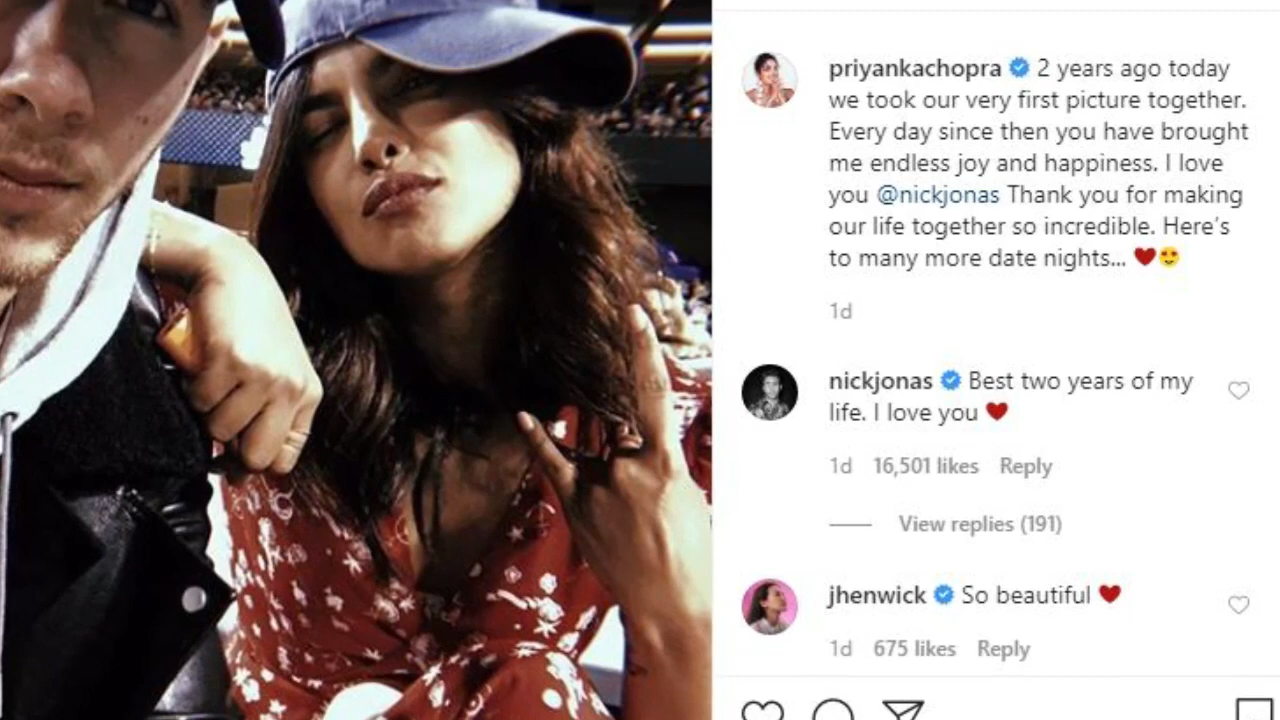 priyankachopra 2 years ago today
we took our very first picture together.
Every day since then you have brought
me endless joy and happiness. I love
you @nickjonas Thank you for making
our life together so incredible. Here's
to many more date nights... ❤️😍
1d
nickjonas Best two years of my
life. I love you ❤️
1d 16,501 likes Reply
View replies (191)
jhenwick So beautiful ❤️
1d 675 likes Reply